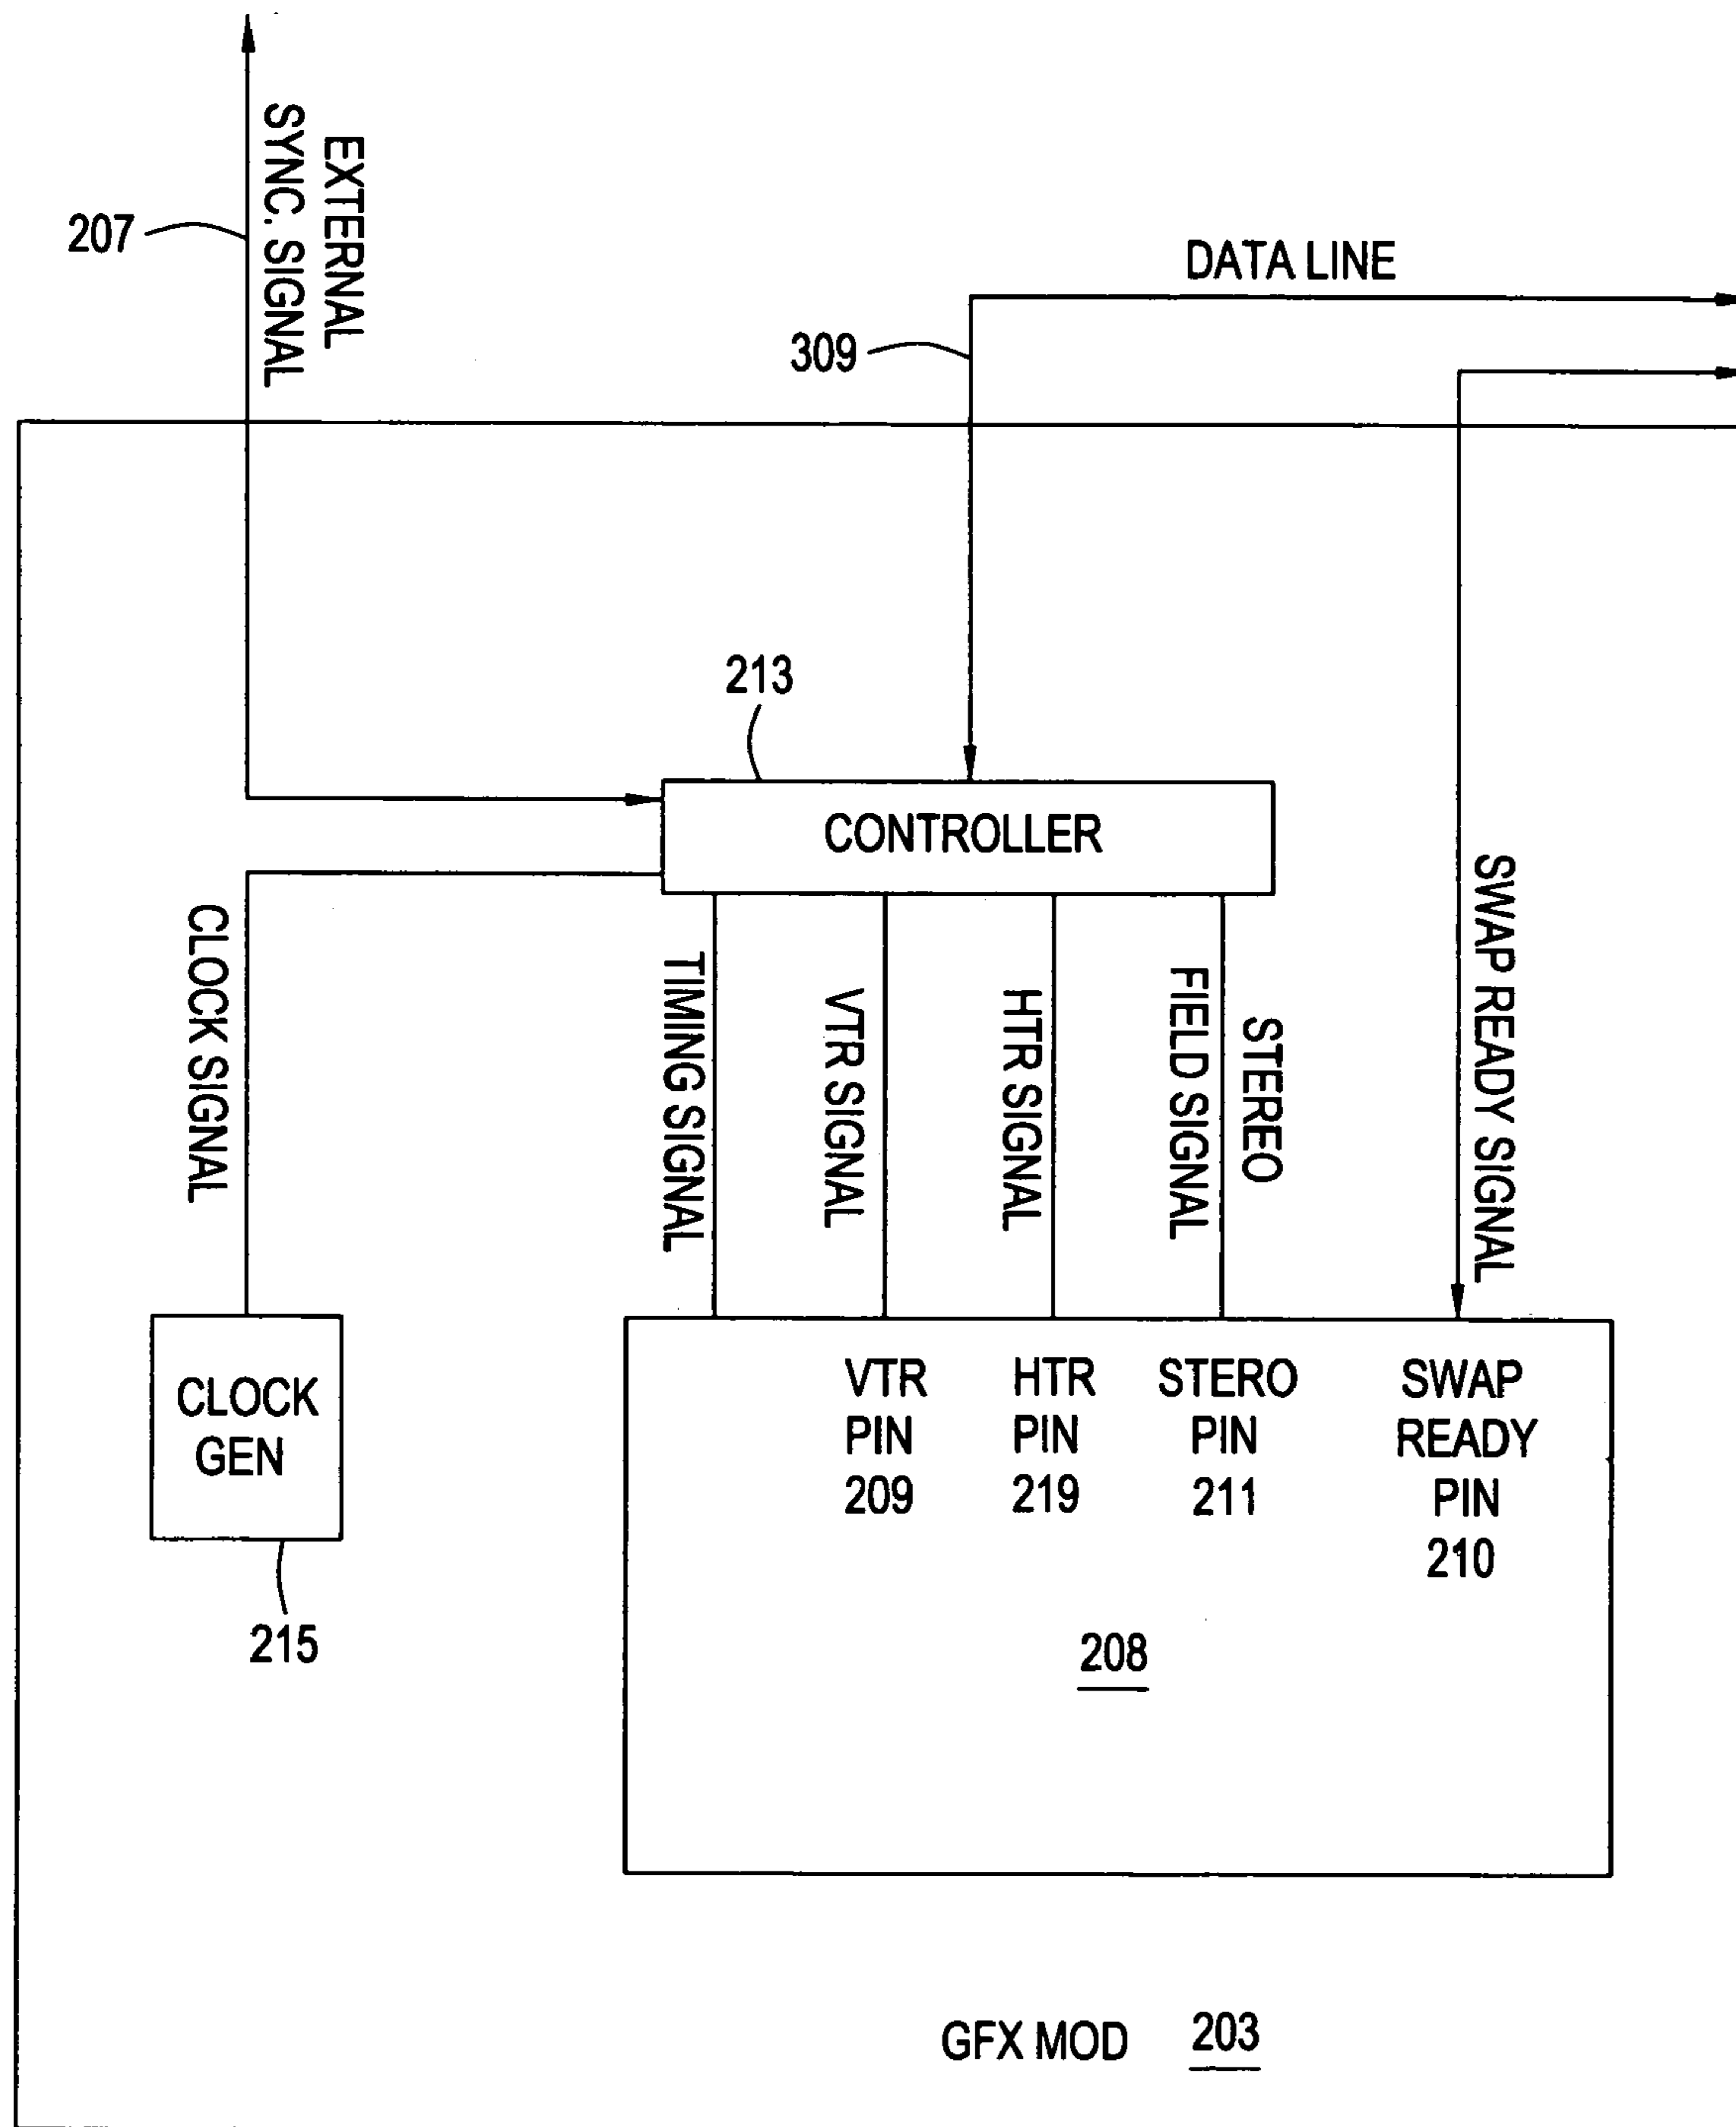 EXTERNAL
SYNC. SIGNAL
207
DATA LINE
309
213
CONTROLLER
CLOCK SIGNAL
TIMING SIGNAL
VTR SIGNAL
HTR SIGNAL
STEREO
FIELD SIGNAL
SWAP READY SIGNAL
CLOCK
GEN
215
VTR
PIN
209
HTR
PIN
219
STERO
PIN
211
SWAP
READY
PIN
210
208
GFX MOD 203